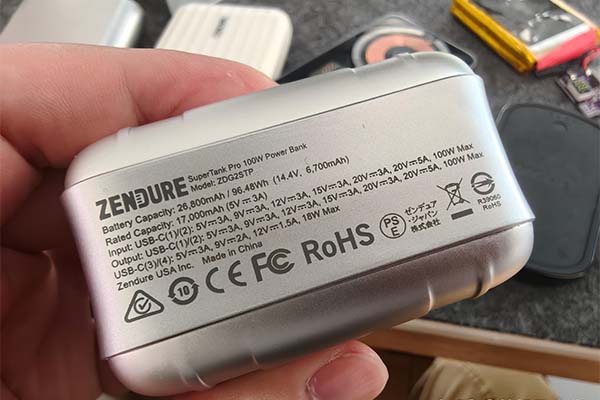 ZENDURE
SuperTank Pro 100W Power Bank
Model: ZDG2STP
Battery Capacity: 26,800mAh / 96.48Wh (14.4V, 6,700mAh)
Rated Capacity: 17,000mAh (5V⎓3A)
Input: USB-C(1)/(2): 5V⎓3A, 9V⎓3A, 12V⎓3A, 15V⎓3A, 20V⎓3A, 20V⎓5A, 100W Max
Output: USB-C(1)/(2): 5V⎓3A, 9V⎓3A, 12V⎓3A, 15V⎓3A, 20V⎓3A, 20V⎓5A, 100W Max
USB-C(3)/(4): 5V⎓3A, 9V⎓2A, 12V⎓1.5A, 18W Max
Zendure USA Inc. Made in China
10
CE
FC
RoHS
PS
E
ゼンデュア
・ジャパン
株式会社
R39065
RoHS